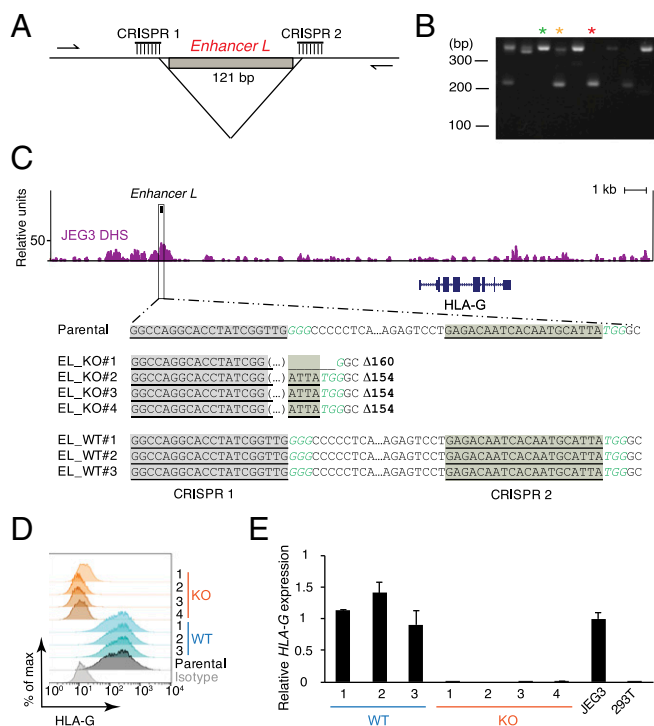 A
CRISPR 1
Enhancer L
CRISPR 2
121 bp
B
(bp)
* * *
300
200
100
C
Relative units
50
Enhancer L
1 kb
JEG3 DHS
HLA-G
Parental GGCCAGGCACCTATCGGTTGGGGCCCCCTCA...AGAGTCCTGAGACAATCACAATGCATTATGGGC
EL_KO#1 GGCCAGGCACCTATCGG(...) GGC Δ160
EL_KO#2 GGCCAGGCACCTATCGG(...)ATTATGGGC Δ154
EL_KO#3 GGCCAGGCACCTATCGG(...)ATTATGGGC Δ154
EL_KO#4 GGCCAGGCACCTATCGG(...)ATTATGGGC Δ154
EL_WT#1 GGCCAGGCACCTATCGGTTGGGGCCCCCTCA...AGAGTCCTGAGACAATCACAATGCATTATGGGC
EL_WT#2 GGCCAGGCACCTATCGGTTGGGGCCCCCTCA...AGAGTCCTGAGACAATCACAATGCATTATGGGC
EL_WT#3 GGCCAGGCACCTATCGGTTGGGGCCCCCTCA...AGAGTCCTGAGACAATCACAATGCATTATGGGC
CRISPR 1
CRISPR 2
D
% of max
1
2
3
4
KO
1
2
3
WT
Parental
Isotype
10⁰ 10¹ 10² 10³ 10⁴
HLA-G
E
Relative HLA-G expression
1
1.5
1
0.5
0
1 2 3 1 2 3 4 JEG3 293T
WT KO